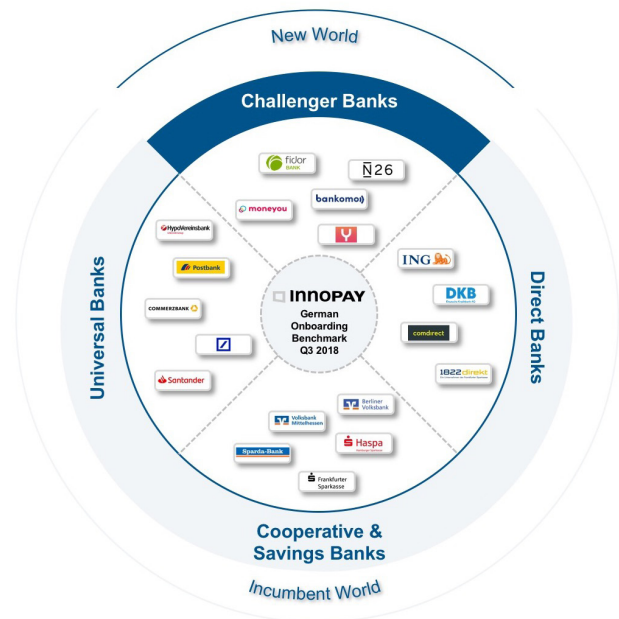 New World
Challenger Banks
fidor
BANK
N26
moneyou
bankomo
HypoVereinsbank
Postbank
ING
DKB
COMMERZBANK
comdirect
Santander
1822direkt
Universal Banks
Direct Banks
INNOPAY
German
Onboarding
Benchmark
Q3 2018
Berliner
Volksbank
Volksbank
Mittelhessen
Haspa
Sparda-Bank
Frankfurter
Sparkasse
Cooperative &
Savings Banks
Incumbent World